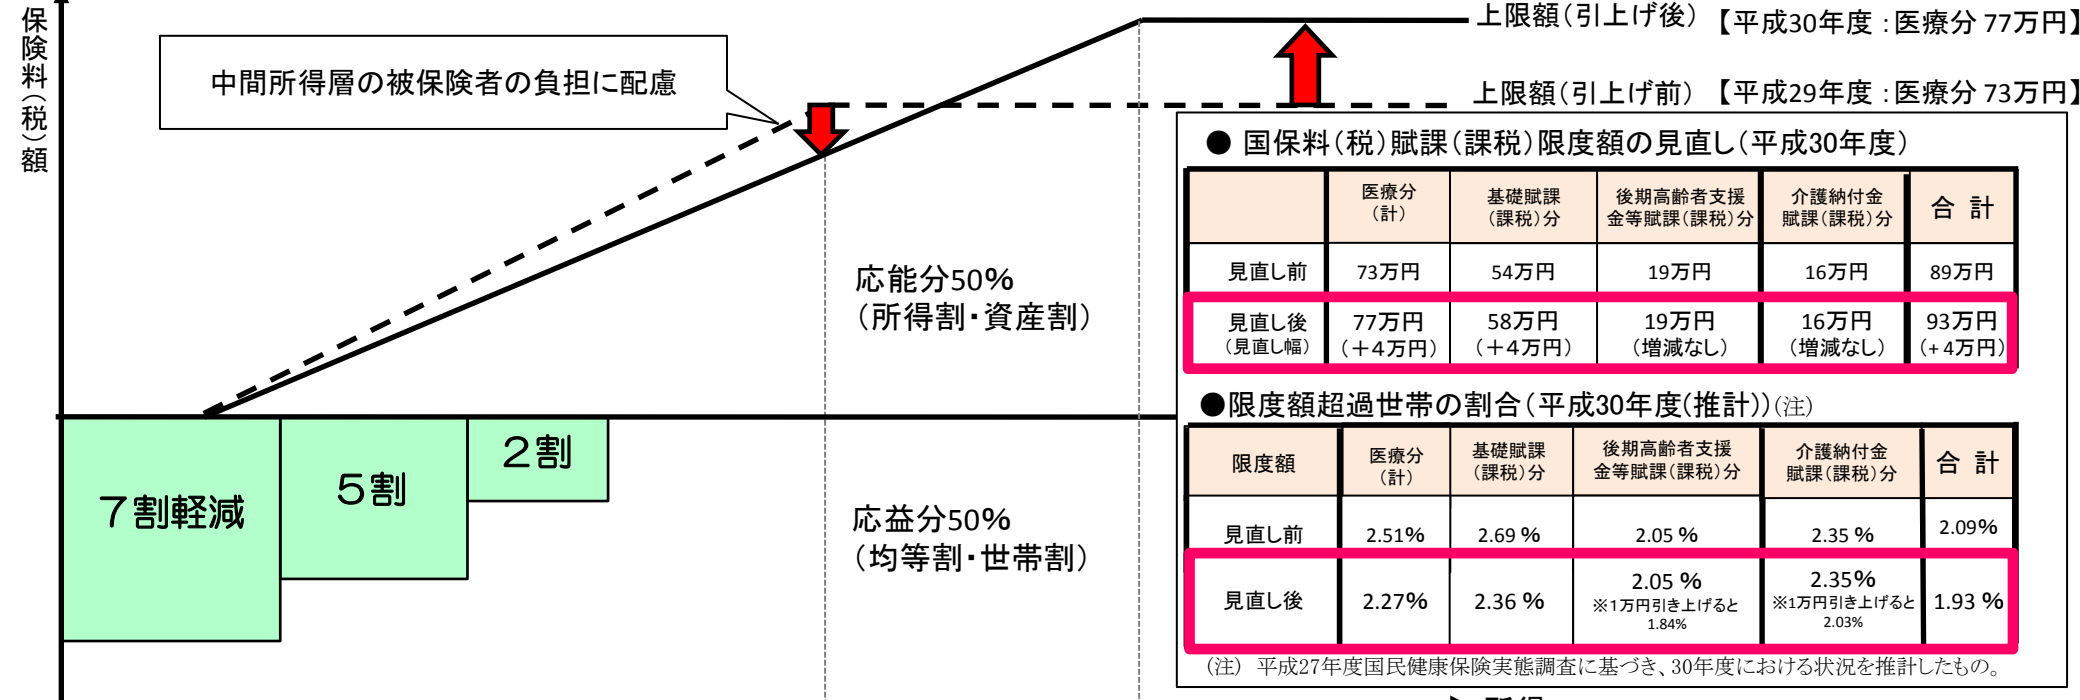 保険料(税)額
上限額(引上げ後) 【平成30年度：医療分 77万円】
中間所得層の被保険者の負担に配慮
上限額(引上げ前) 【平成29年度：医療分 73万円】
● 国保料(税)賦課(課税)限度額の見直し(平成30年度)
医療分(計) 基礎賦課(課税)分 後期高齢者支援金等賦課(課税)分 介護納付金賦課(課税)分 合 計
見直し前 73万円 54万円 19万円 16万円 89万円
見直し後 77万円 58万円 19万円 16万円 93万円
(見直し幅) (＋4万円) (＋4万円) (増減なし) (増減なし) (+4万円)
応能分50%
(所得割・資産割)
●限度額超過世帯の割合(平成30年度(推計))(注)
限度額 医療分(計) 基礎賦課(課税)分 後期高齢者支援金等賦課(課税)分 介護納付金賦課(課税)分 合 計
見直し前 2.51% 2.69 % 2.05 % 2.35 % 2.09%
見直し後 2.27% 2.36 % 2.05 % 2.35% 1.93 %
※1万円引き上げると1.84% ※1万円引き上げると2.03%
(注) 平成27年度国民健康保険実態調査に基づき、30年度における状況を推計したもの。
7割軽減
5割
2割
応益分50%
(均等割・世帯割)